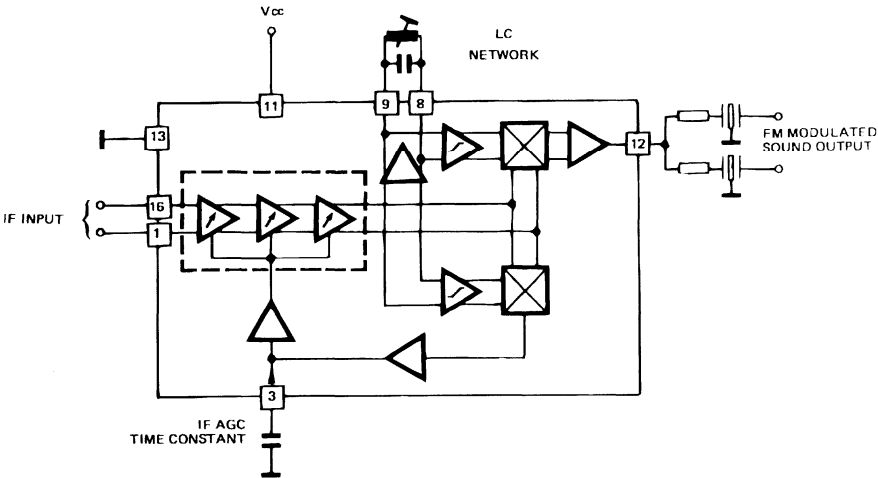 Vcc
LC
NETWORK
9
8
11
13
12
FM MODULATED
SOUND OUTPUT
16
IF INPUT
1
3
IF AGC
TIME CONSTANT